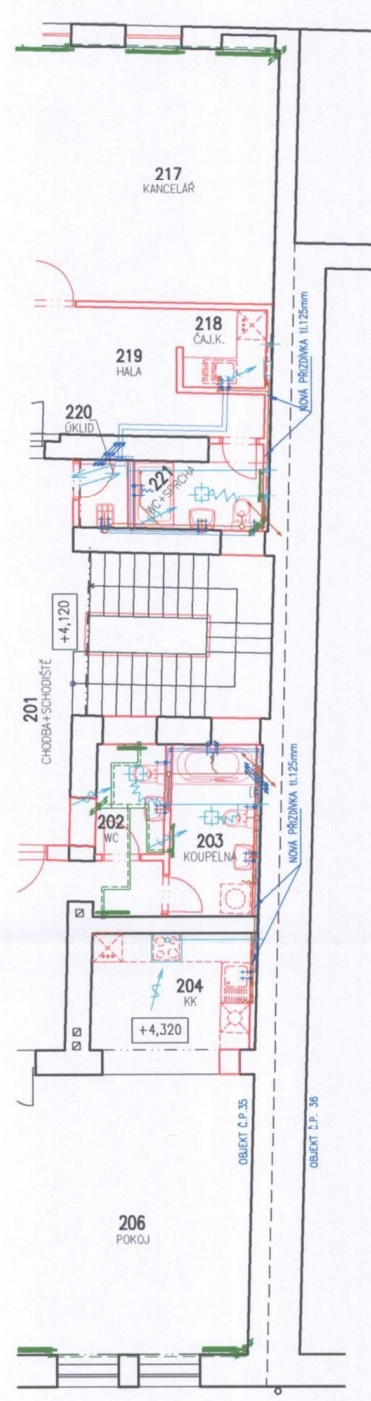 217
KANCELÁŘ
218
ČAJ.K.
219
HALA
NOVÁ PŘIZDÍVKA tl.125mm
220
ÚKLID
221
WC+SPRCHA
+4,120
201
CHODBA+SCHODIŠTĚ
202
WC
203
KOUPELNA
NOVÁ PŘIZDÍVKA tl.125mm
204
KK
+4,320
OBJEKT Č.P.35
OBJEKT Č.P. 36
206
POKOJ